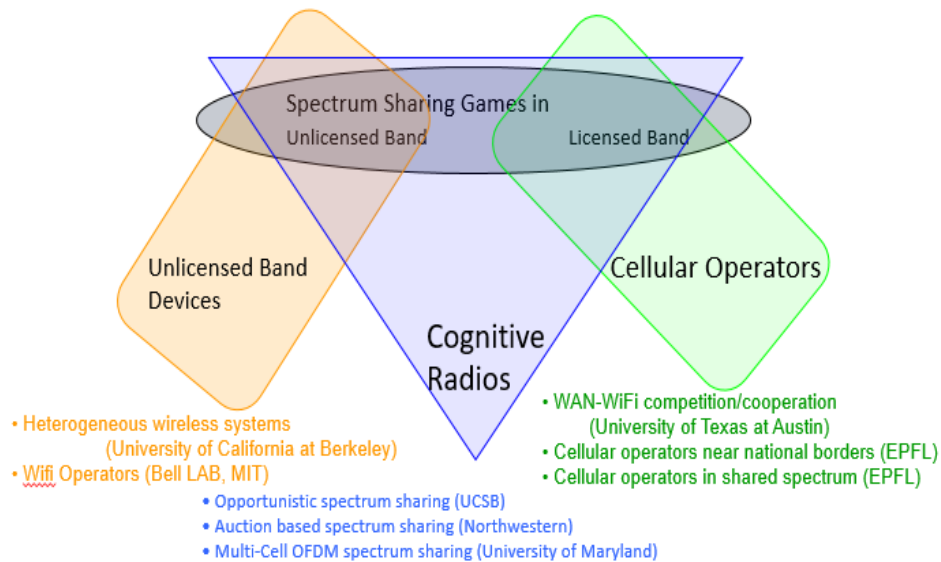 Spectrum Sharing Games in
Unlicensed Band
Licensed Band
Unlicensed Band
Devices
Cellular Operators
Cognitive
Radios
• Heterogeneous wireless systems
(University of California at Berkeley)
• Wifi Operators (Bell LAB, MIT)
• WAN-WiFi competition/cooperation
(University of Texas at Austin)
• Cellular operators near national borders (EPFL)
• Cellular operators in shared spectrum (EPFL)
• Opportunistic spectrum sharing (UCSB)
• Auction based spectrum sharing (Northwestern)
• Multi-Cell OFDM spectrum sharing (University of Maryland)